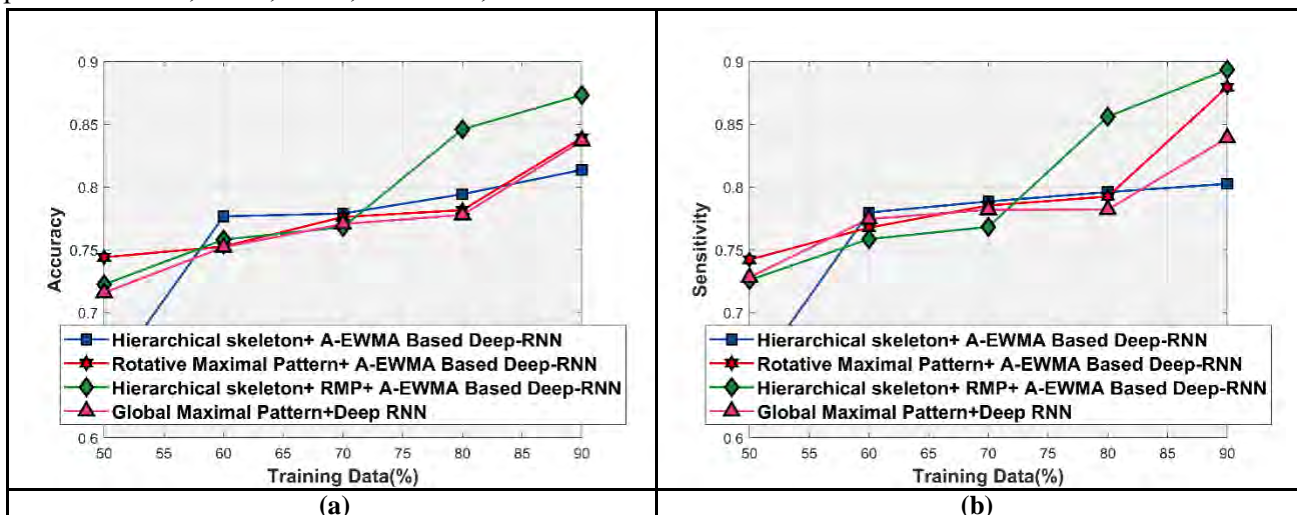 0.9
0.85
0.8
0.75
0.7
0.6
Accuracy
Hierarchical skeleton+ A-EWMA Based Deep-RNN
Rotative Maximal Pattern+ A-EWMA Based Deep-RNN
Hierarchical skeleton+ RMP+ A-EWMA Based Deep-RNN
Global Maximal Pattern+Deep RNN
50 55 60 65 70 75 80 85 90
Training Data(%)
(a)
0.9
0.85
0.8
0.75
0.7
0.6
Sensitivity
Hierarchical skeleton+ A-EWMA Based Deep-RNN
Rotative Maximal Pattern+ A-EWMA Based Deep-RNN
Hierarchical skeleton+ RMP+ A-EWMA Based Deep-RNN
Global Maximal Pattern+Deep RNN
50 55 60 65 70 75 80 85 90
Training Data(%)
(b)